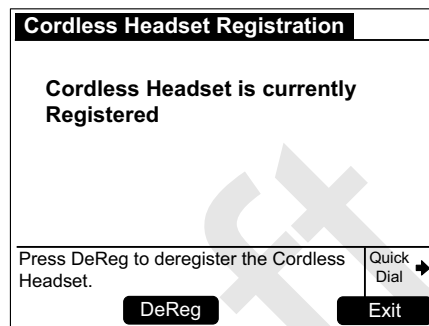 Cordless Headset Registration
Cordless Headset is currently
Registered
Press DeReg to deregister the Cordless
Headset.
Quick
Dial
DeReg
Exit